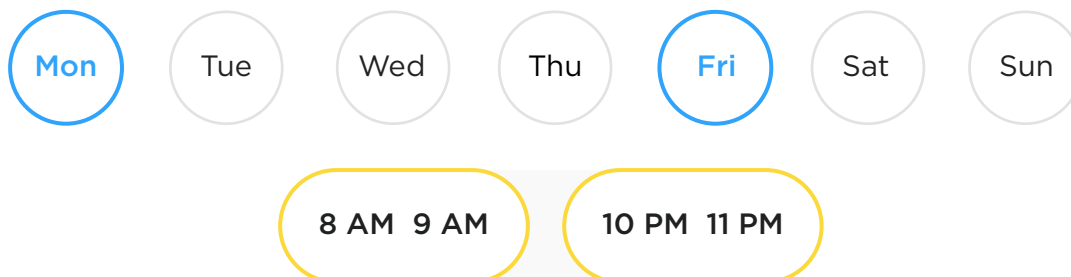 Mon Tue Wed Thu Fri Sat Sun
8 AM 9 AM 10 PM 11 PM